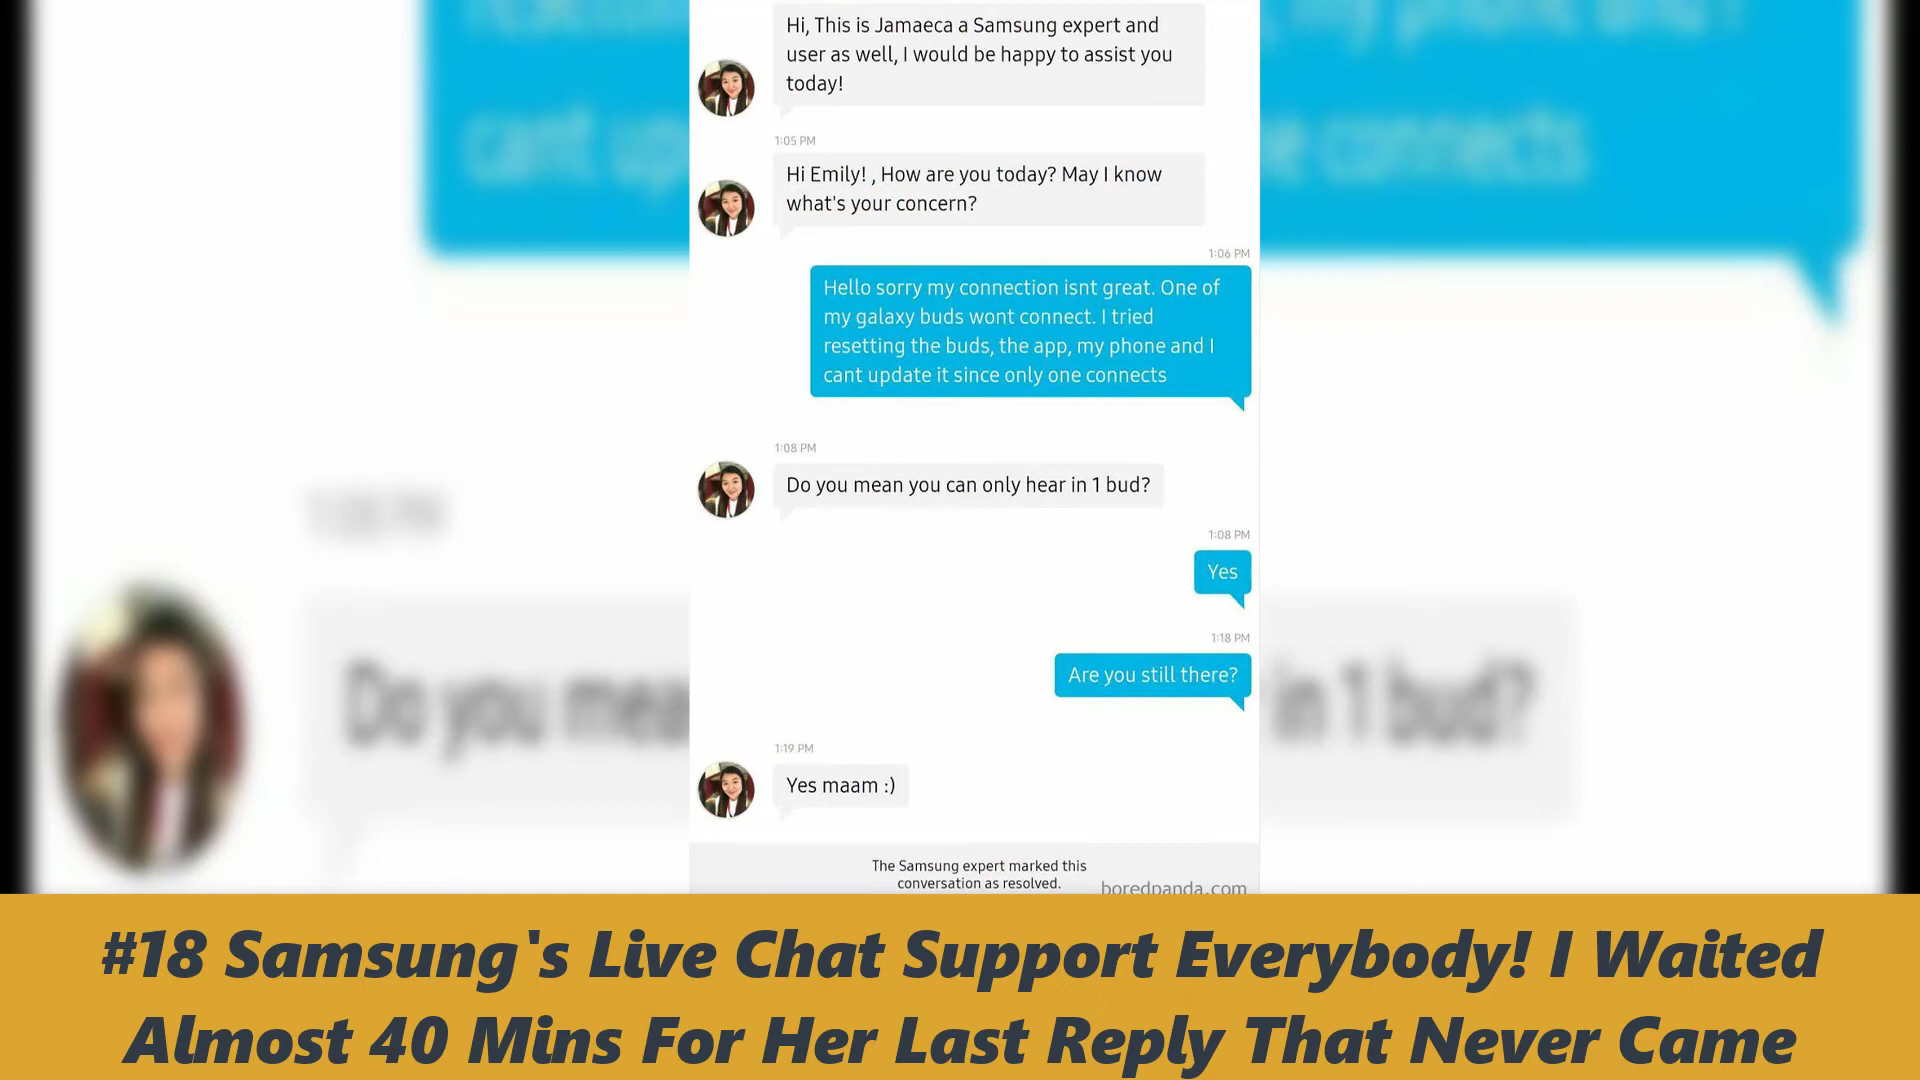 Hi, This is Jamaeca a Samsung expert and
user as well, I would be happy to assist you
today!
1:05 PM
Hi Emily! , How are you today? May I know
what's your concern?
1:06 PM
Hello sorry my connection isnt great. One of
my galaxy buds wont connect. I tried
resetting the buds, the app, my phone and I
cant update it since only one connects
1:08 PM
Do you mean you can only hear in 1 bud?
1:08 PM
Yes
1:18 PM
Are you still there?
1:19 PM
Yes maam :)
The Samsung expert marked this
conversation as resolved.
boredpanda.com
#18 Samsung's Live Chat Support Everybody! I Waited
Almost 40 Mins For Her Last Reply That Never Came